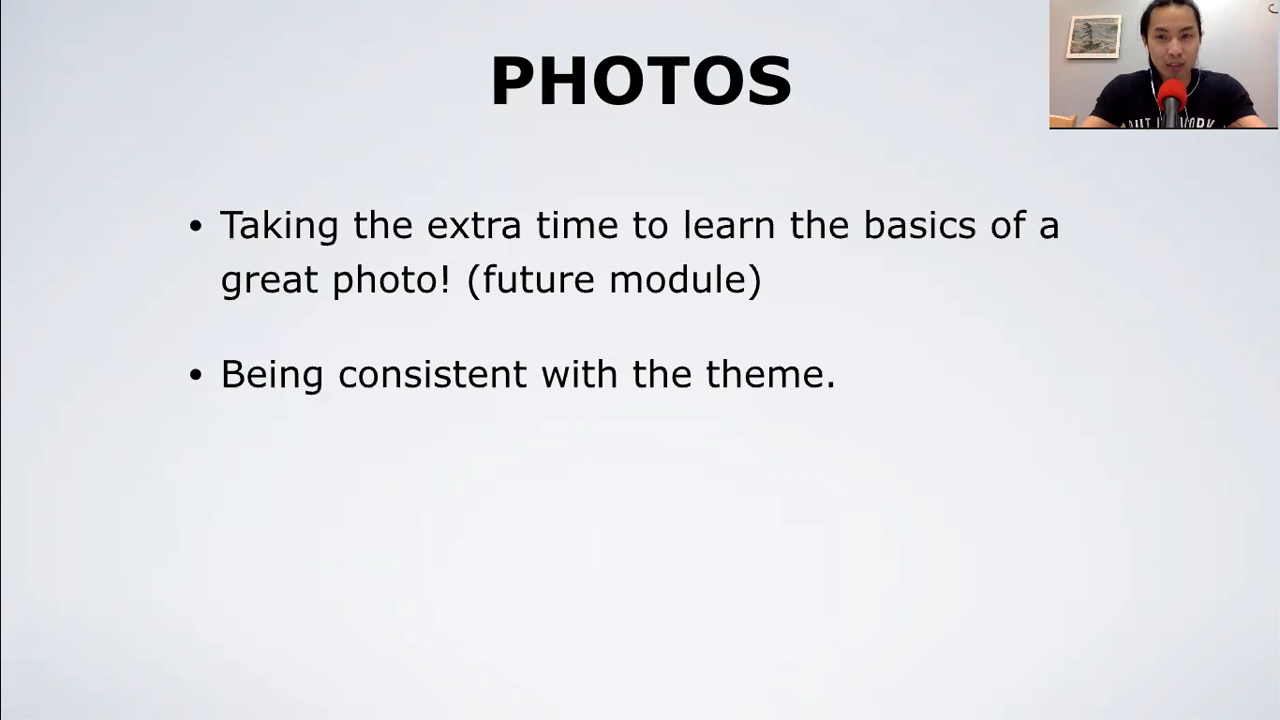 PHOTOS
• Taking the extra time to learn the basics of a
great photo! (future module)
• Being consistent with the theme.